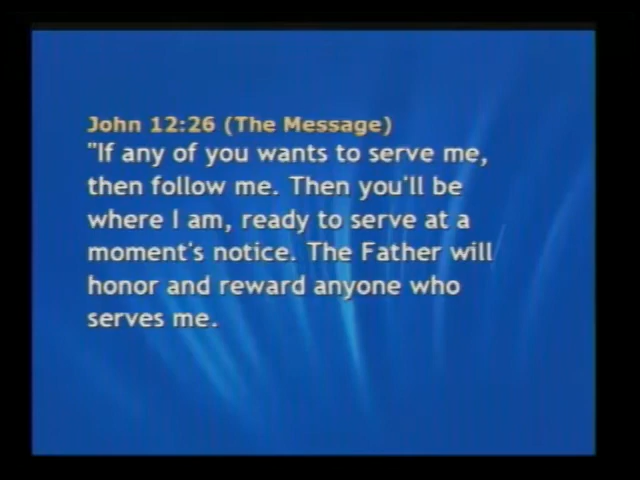 John 12:26 (The Message)
"If any of you wants to serve me,
then follow me. Then you'll be
where I am, ready to serve at a
moment's notice. The Father will
honor and reward anyone who
serves me.